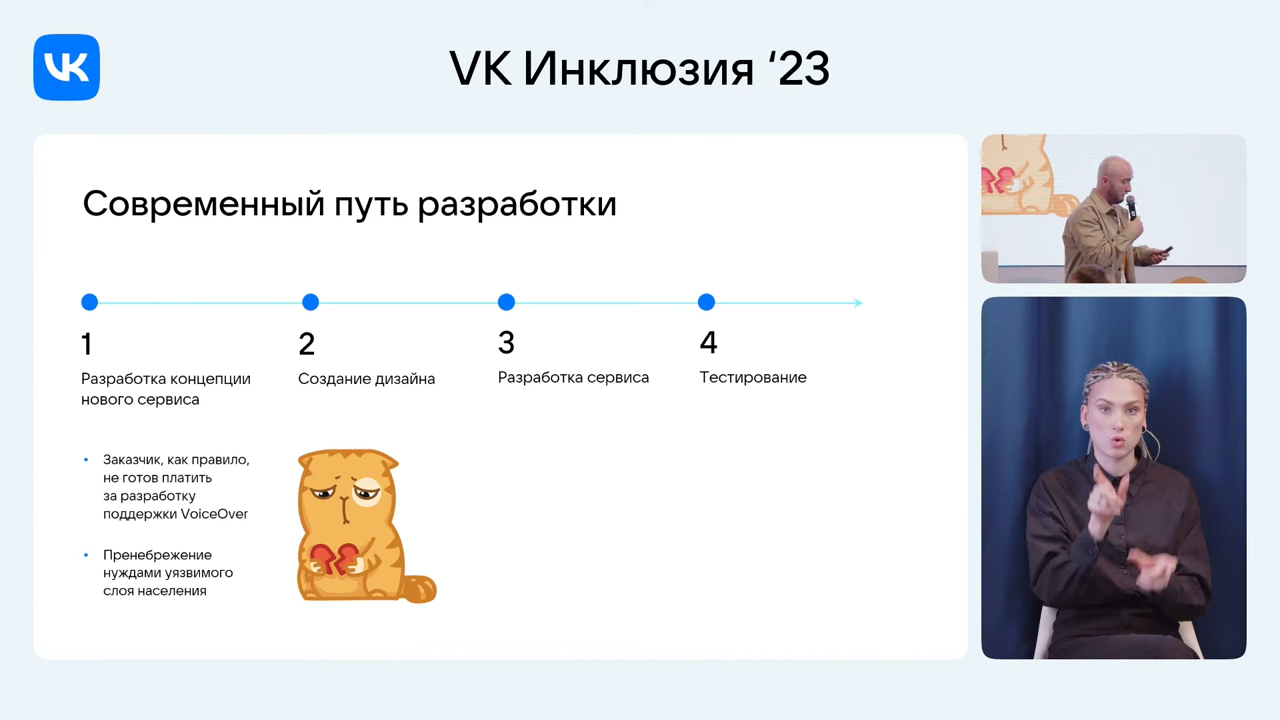 VK
VK Инклюзия ‘23
Современный путь разработки
1
Разработка концепции
нового сервиса
2
Создание дизайна
3
Разработка сервиса
4
Тестирование
• Заказчик, как правило,
не готов платить
за разработку
поддержки VoiceOver
• Пренебрежение
нуждами уязвимого
слоя населения